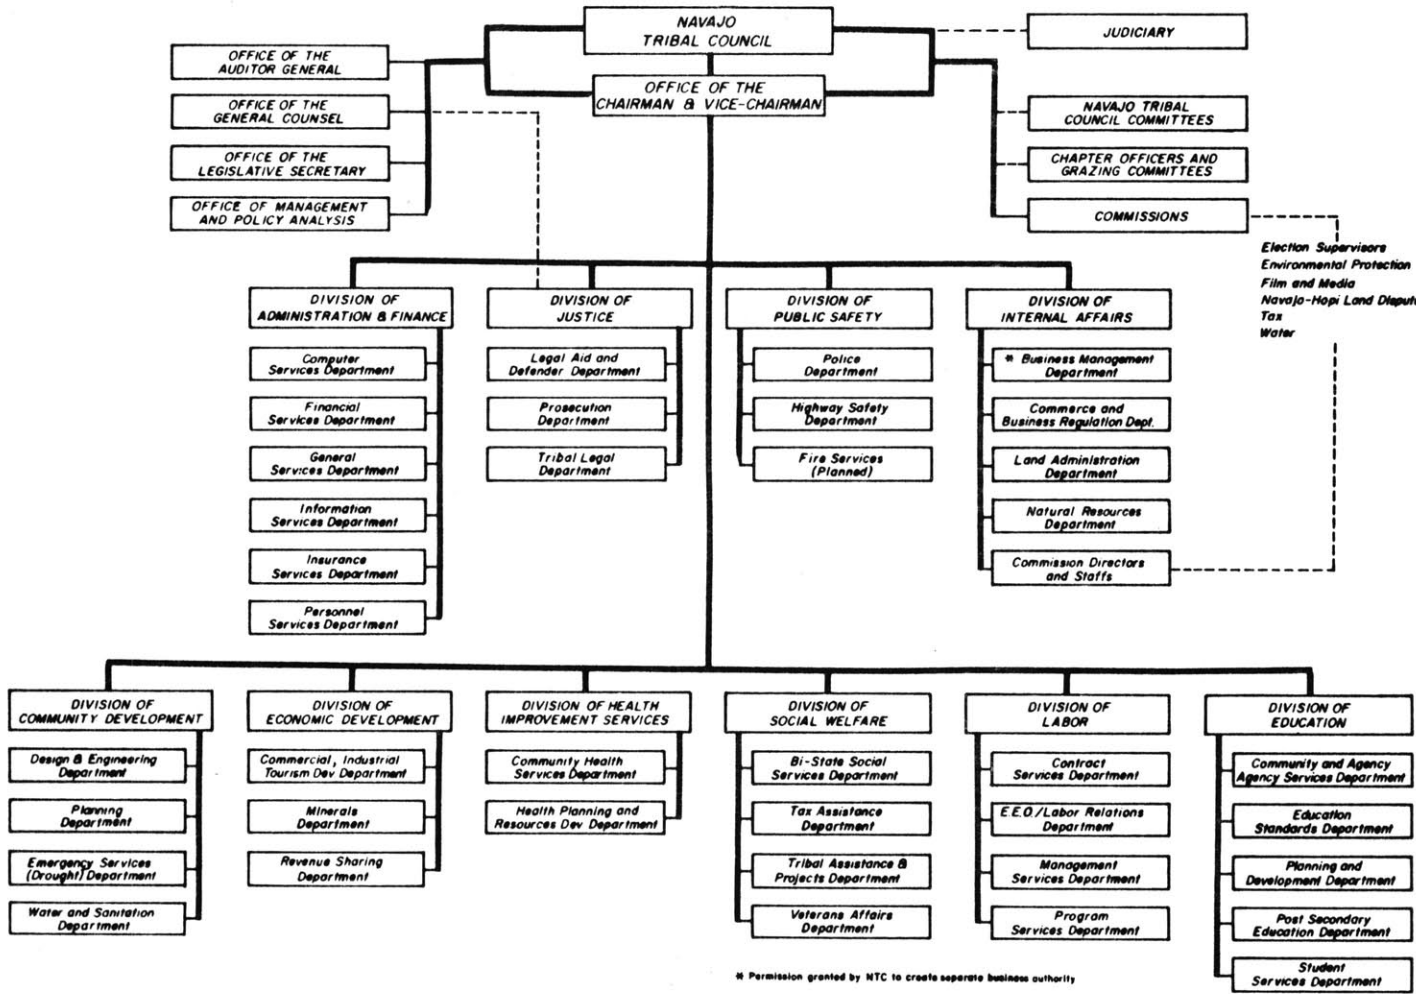 NAVAJO
TRIBAL COUNCIL
OFFICE OF THE
CHAIRMAN & VICE-CHAIRMAN
OFFICE OF THE
AUDITOR GENERAL
OFFICE OF THE
GENERAL COUNSEL
OFFICE OF THE
LEGISLATIVE SECRETARY
OFFICE OF MANAGEMENT
AND POLICY ANALYSIS
JUDICIARY
NAVAJO TRIBAL
COUNCIL COMMITTEES
CHAPTER OFFICERS AND
GRAZING COMMITTEES
COMMISSIONS
Election Supervisors
Environmental Protection
Film and Media
Navajo-Hopi Land Dispute
Tax
Water
DIVISION OF
ADMINISTRATION & FINANCE
Computer
Services Department
Financial
Services Department
General
Services Department
Information
Services Department
Insurance
Services Department
Personnel
Services Department
DIVISION OF
JUSTICE
Legal Aid and
Defender Department
Prosecution
Department
Tribal Legal
Department
DIVISION OF
PUBLIC SAFETY
Police
Department
Highway Safety
Department
Fire Services
(Planned)
DIVISION OF
INTERNAL AFFAIRS
* Business Management
Department
Commerce and
Business Regulation Dept.
Land Administration
Department
Natural Resources
Department
Commission Directors
and Staffs
DIVISION OF
COMMUNITY DEVELOPMENT
Design & Engineering
Department
Planning
Department
Emergency Services
(Drought) Department
Water and Sanitation
Department
DIVISION OF
ECONOMIC DEVELOPMENT
Commercial, Industrial
Tourism Dev Department
Minerals
Department
Revenue Sharing
Department
DIVISION OF HEALTH
IMPROVEMENT SERVICES
Community Health
Services Department
Health Planning and
Resources Dev Department
DIVISION OF
SOCIAL WELFARE
Bi-State Social
Services Department
Tax Assistance
Department
Tribal Assistance &
Projects Department
Veterans Affairs
Department
DIVISION OF
LABOR
Contract
Services Department
E.E.O./Labor Relations
Department
Management
Services Department
Program
Services Department
DIVISION OF
EDUCATION
Community and Agency
Agency Services Department
Education
Standards Department
Planning and
Development Department
Post Secondary
Education Department
Student
Services Department
* Permission granted by NTC to create separate business authority